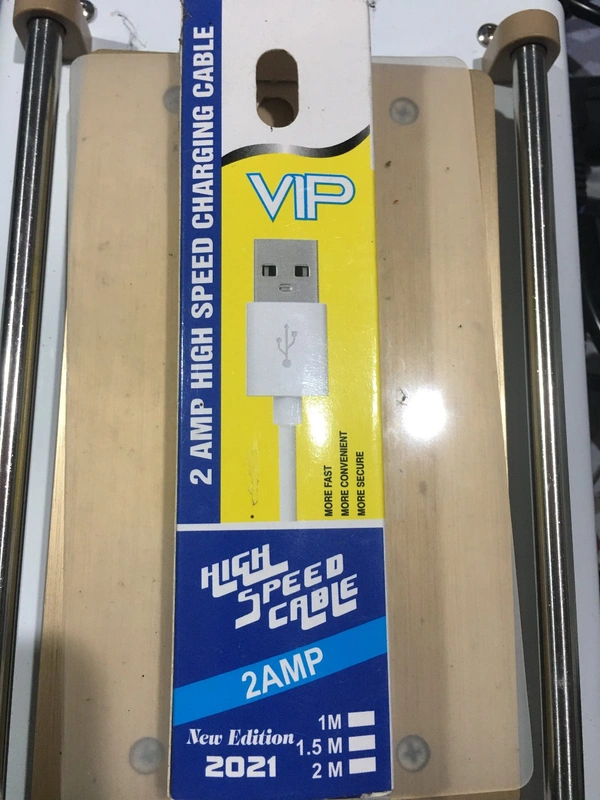 2 AMP HIGH SPEED CHARGING CABLE
VIP
MORE FAST
MORE CONVENIENT
MORE SECURE
HIGH
SPEED
CABLE
2AMP
New Edition
2021
1M
1.5 M
2 M